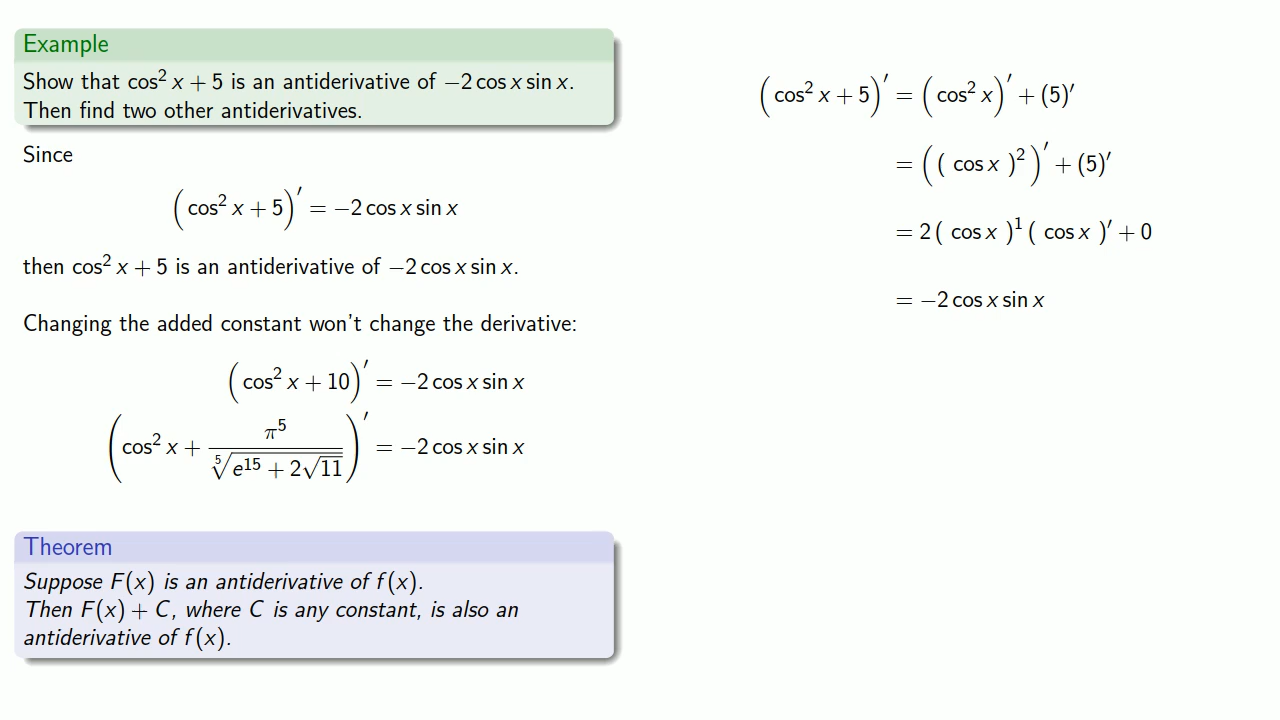 Example
Show that cos² x + 5 is an antiderivative of −2 cos x sin x.
Then find two other antiderivatives.
Since
(cos² x + 5)′ = −2 cos x sin x
then cos² x + 5 is an antiderivative of −2 cos x sin x.
Changing the added constant won't change the derivative:
(cos² x + 10)′ = −2 cos x sin x
(cos² x + π⁵ / ⁵√(e¹⁵ + 2√11))′ = −2 cos x sin x
Theorem
Suppose F(x) is an antiderivative of f(x).
Then F(x) + C, where C is any constant, is also an
antiderivative of f(x).
(cos² x + 5)′ = (cos² x)′ + (5)′
= (( cos x )²)′ + (5)′
= 2 ( cos x )¹ ( cos x )′ + 0
= −2 cos x sin x